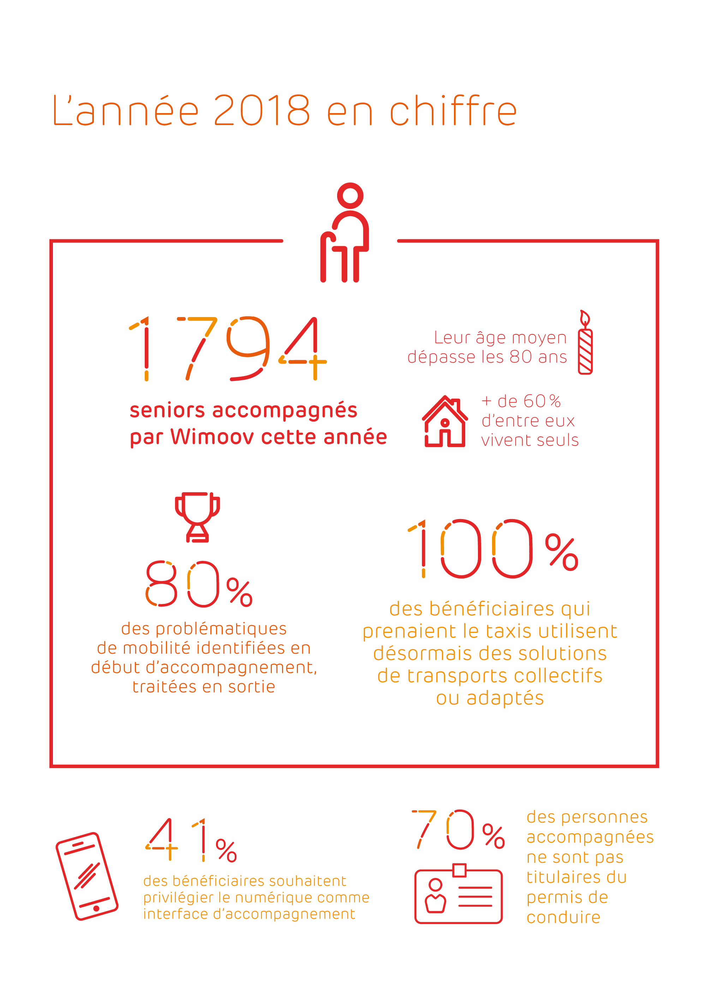 L'année 2018 en chiffre
1 794
seniors accompagnés
par Wimoov cette année
Leur âge moyen
dépasse les 80 ans
+ de 60%
d'entre eux
vivent seuls
80%
des problématiques
de mobilité identifiées en
début d'accompagnement,
traitées en sortie
100%
des bénéficiaires qui
prenaient le taxis utilisent
désormais des solutions
de transports collectifs
ou adaptés
41%
des bénéficiaires souhaitent
privilégier le numérique comme
interface d'accompagnement
70%
des personnes
accompagnées
ne sont pas
titulaires du
permis de
conduire